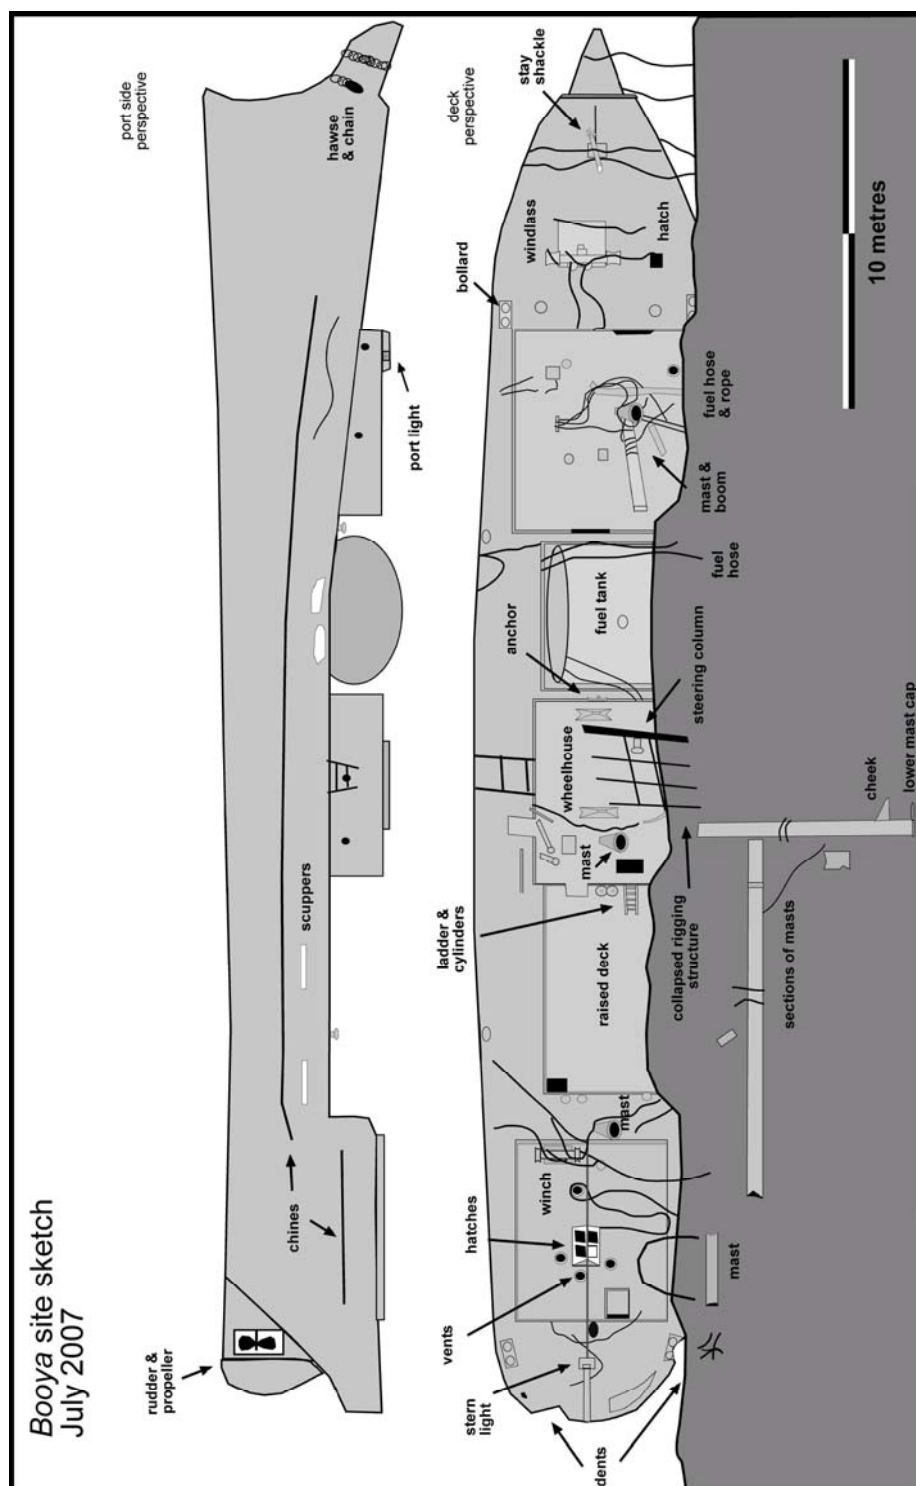 Booya site sketch
July 2007
port side
perspective
hawse
& chain
port light
scuppers
chines
rudder &
propeller
deck
perspective
stay
shackle
windlass
hatch
bollard
fuel hose
& rope
mast &
boom
fuel
hose
fuel tank
anchor
steering column
wheelhouse
mast
ladder &
cylinders
raised deck
collapsed rigging
structure
cheek
lower mast cap
sections of masts
mast
winch
hatches
vents
stern
light
dents
mast
10 metres